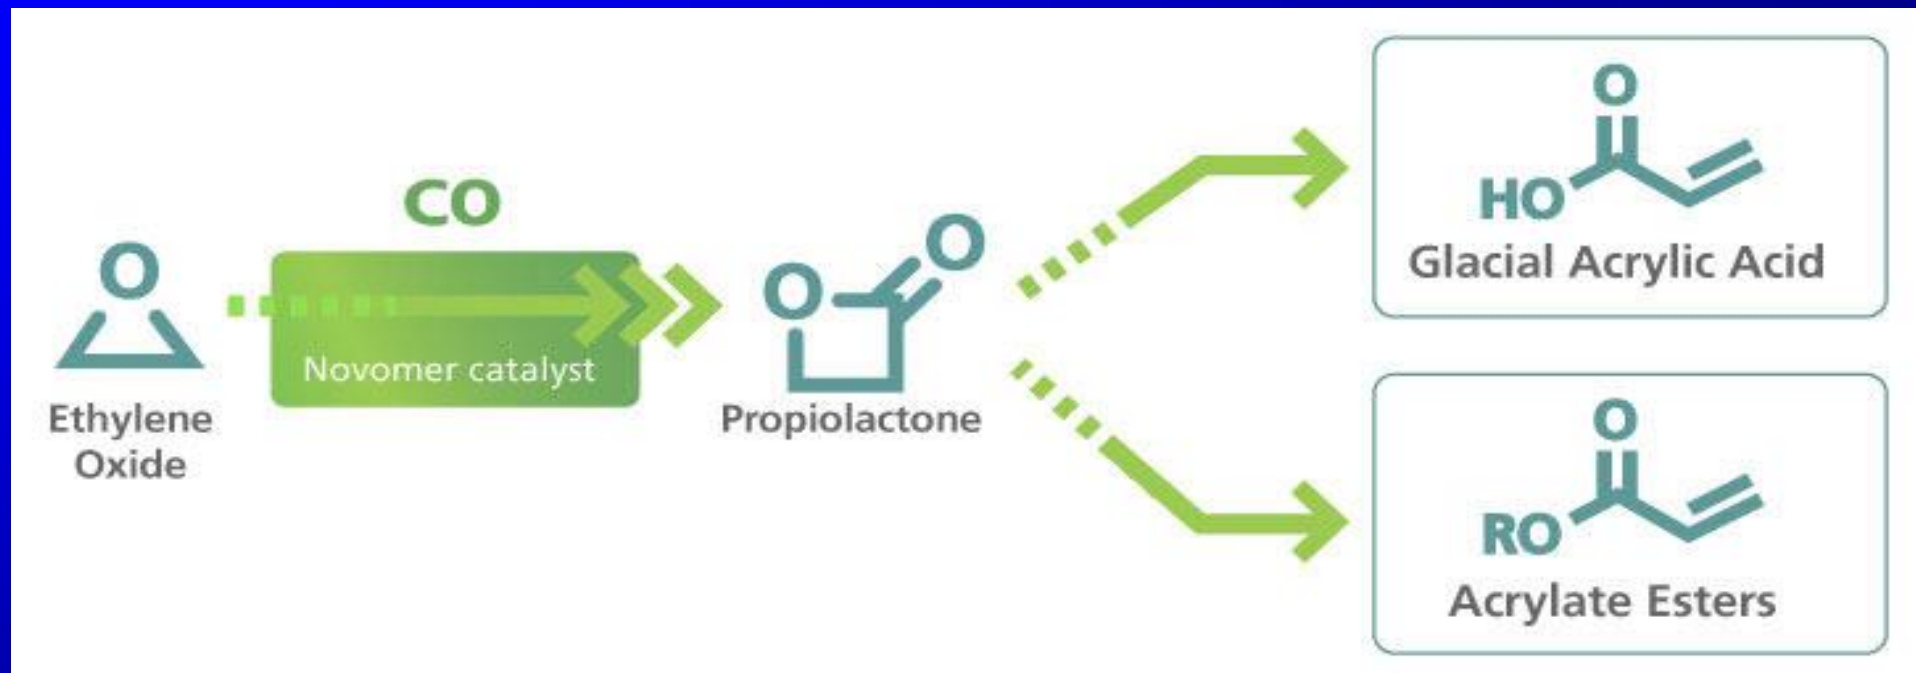 O
Ethylene
Oxide
CO
Novomer catalyst
O
O
Propiolactone
O
HO
Glacial Acrylic Acid
O
RO
Acrylate Esters